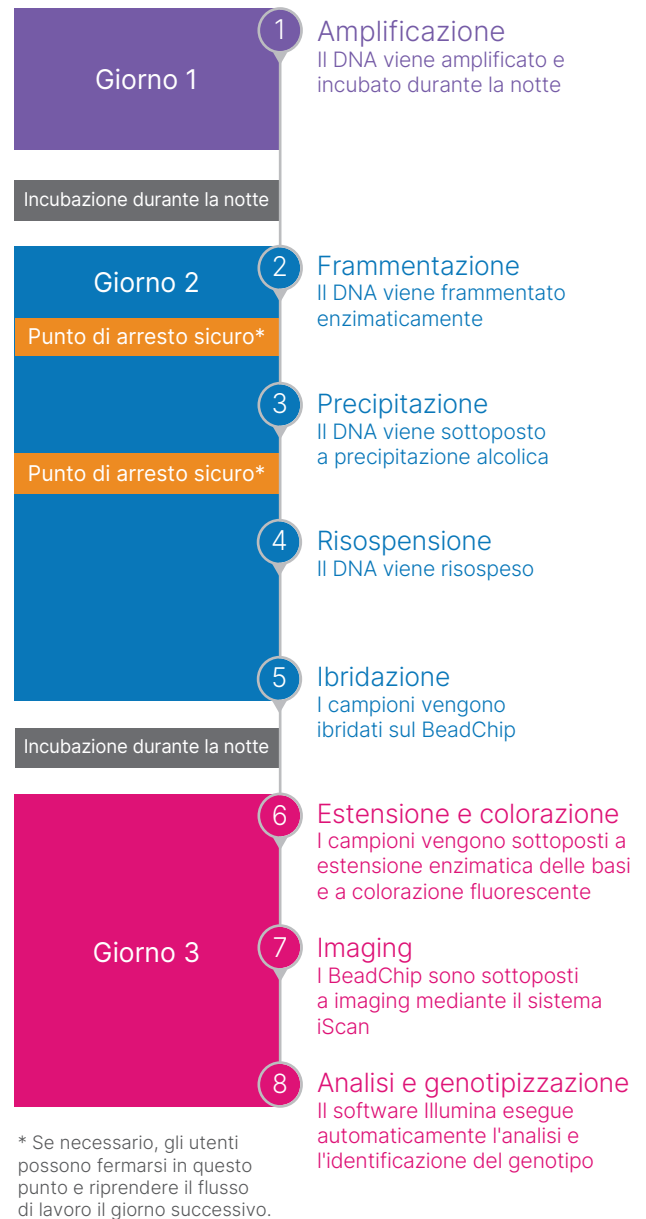 1
Amplificazione
Il DNA viene amplificato e
incubato durante la notte
Giorno 1
Incubazione durante la notte
2
Frammentazione
Il DNA viene frammentato
enzimaticamente
Giorno 2
Punto di arresto sicuro*
3
Precipitazione
Il DNA viene sottoposto
a precipitazione alcolica
Punto di arresto sicuro*
4
Risospensione
Il DNA viene risospeso
5
Ibridazione
I campioni vengono
ibridati sul BeadChip
Incubazione durante la notte
6
Estensione e colorazione
I campioni vengono sottoposti a
estensione enzimatica delle basi
e a colorazione fluorescente
Giorno 3
7
Imaging
I BeadChip sono sottoposti
a imaging mediante il sistema
iScan
8
Analisi e genotipizzazione
Il software Illumina esegue
automaticamente l'analisi e
l'identificazione del genotipo
* Se necessario, gli utenti
possono fermarsi in questo
punto e riprendere il flusso
di lavoro il giorno successivo.